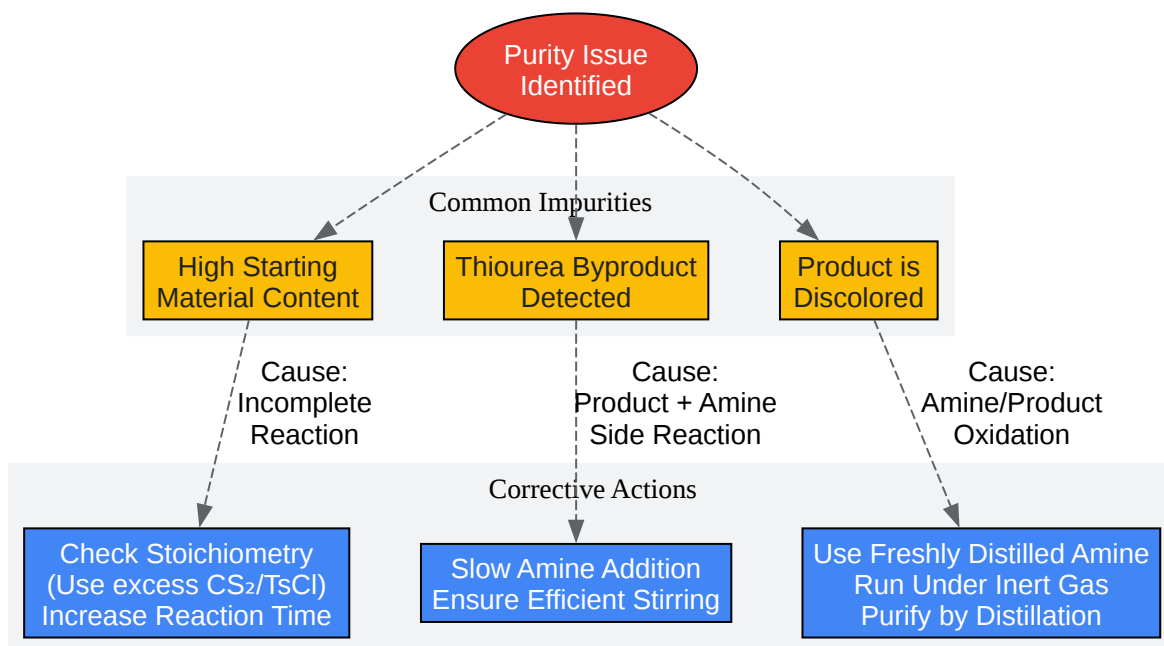 Purity Issue
Identified
Common Impurities
High Starting
Material Content
Thiourea Byproduct
Detected
Product is
Discolored
Cause:
Incomplete
Reaction
Cause:
Product + Amine
Side Reaction
Cause:
Amine/Product
Oxidation
Corrective Actions
Check Stoichiometry
(Use excess CS₂/TsCl)
Increase Reaction Time
Slow Amine Addition
Ensure Efficient Stirring
Use Freshly Distilled Amine
Run Under Inert Gas
Purify by Distillation